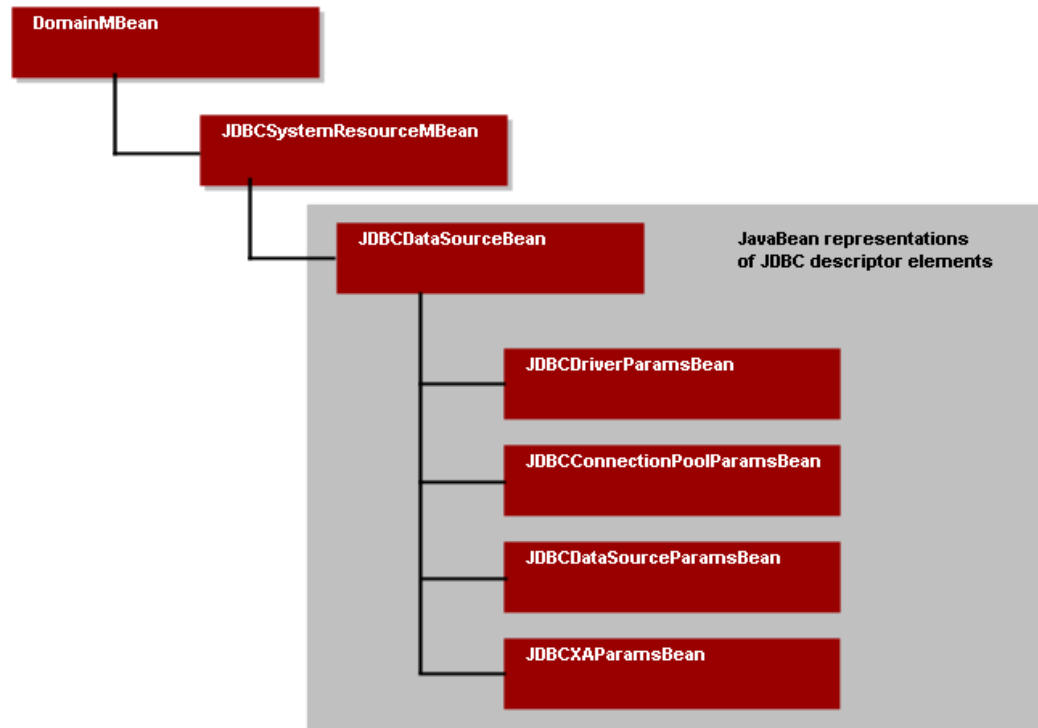 DomainMBean
JDBCSystemResourceMBean
JDBCDataSourceBean
JavaBean representations
of JDBC descriptor elements
JDBCDriverParamsBean
JDBCConnectionPoolParamsBean
JDBCDataSourceParamsBean
JDBCXAParamsBean